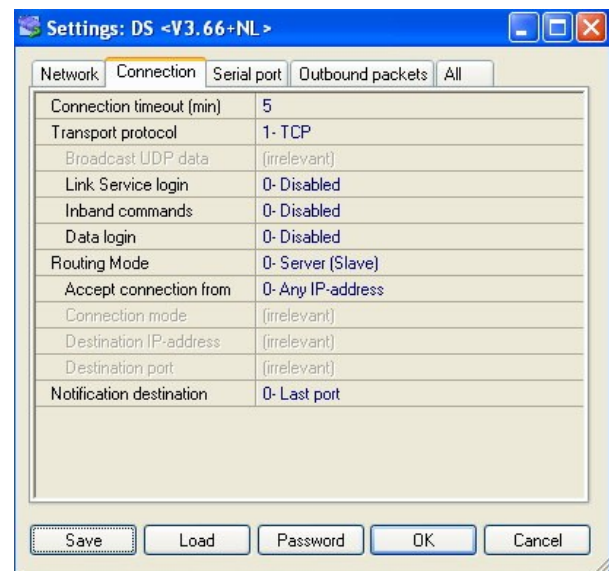 Settings: DS <V3.66+NL>
Network Connection Serial port Outbound packets All
Connection timeout (min) 5
Transport protocol 1- TCP
Broadcast UDP data (irrelevant)
Link Service login 0- Disabled
Inband commands 0- Disabled
Data login 0- Disabled
Routing Mode 0- Server (Slave)
Accept connection from 0- Any IP-address
Connection mode (irrelevant)
Destination IP-address (irrelevant)
Destination port (irrelevant)
Notification destination 0- Last port
Save Load Password OK Cancel